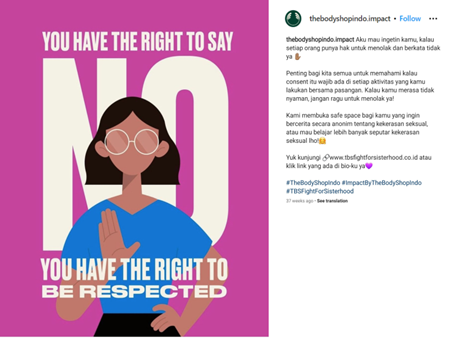 YOU HAVE THE RIGHT TO SAY
NO
YOU HAVE THE RIGHT TO
BE RESPECTED
thebodyshopindo.impact • Follow
thebodyshopindo.impact Aku mau ingetin kamu, kalau
setiap orang punya hak untuk menolak dan berkata tidak
ya ✋🏽
Penting bagi kita semua untuk memahami kalau
consent itu wajib ada di setiap aktivitas yang kamu
lakukan bersama pasangan. Kalau kamu merasa tidak
nyaman, jangan ragu untuk menolak ya!
Kami membuka safe space bagi kamu yang ingin
bercerita secara anonim tentang kekerasan seksual,
atau mau belajar lebih banyak seputar kekerasan
seksual lho!😊
Yuk kunjungi 🔗www.tbsfightforsisterhood.co.id atau
klik link yang ada di bio-ku ya💜
#TheBodyShopIndo #ImpactByTheBodyShopIndo
#TBSFightForSisterhood
37 weeks ago • See translation